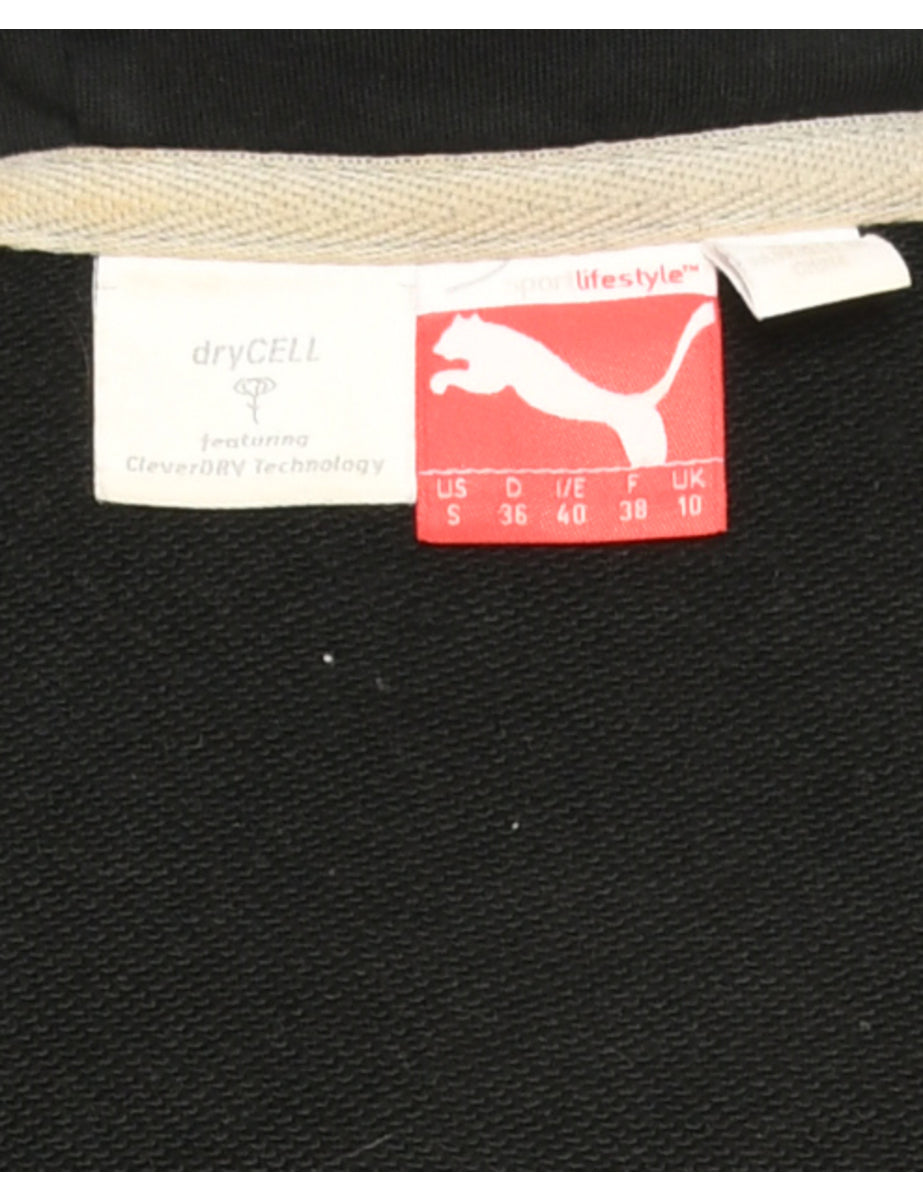 dryCELL
featuring
CleverDRY Technology
sportlifestyle™
US D I/E F UK
S 36 40 38 10